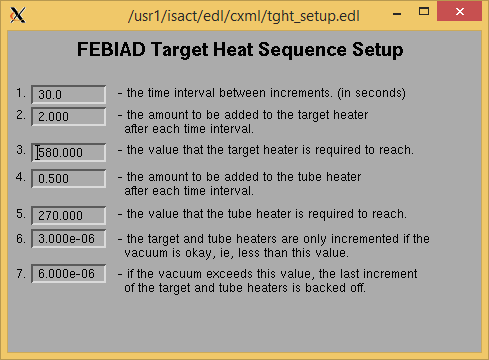 /usr1/isact/edl/cxml/tght_setup.edl
FEBIAD Target Heat Sequence Setup
1. 30.0 - the time interval between increments. (in seconds)
2. 2.000 - the amount to be added to the target heater
after each time interval.
3. 580.000 - the value that the target heater is required to reach.
4. 0.500 - the amount to be added to the tube heater
after each time interval.
5. 270.000 - the value that the tube heater is required to reach.
6. 3.000e-06 - the target and tube heaters are only incremented if the
vacuum is okay, ie, less than this value.
7. 6.000e-06 - if the vacuum exceeds this value, the last increment
of the target and tube heaters is backed off.